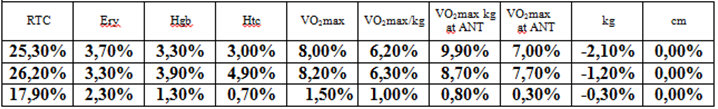 RTC Ery Hgb Htc VO2max VO2max/kg VO2max kg at ANT VO2max at ANT kg cm
25,30% 3,70% 3,30% 3,00% 8,00% 6,20% 9,90% 7,00% -2,10% 0,00%
26,20% 3,30% 3,90% 4,90% 8,20% 6,30% 8,70% 7,70% -1,20% 0,00%
17,90% 2,30% 1,30% 0,70% 1,50% 1,00% 0,80% 0,30% -0,30% 0,00%